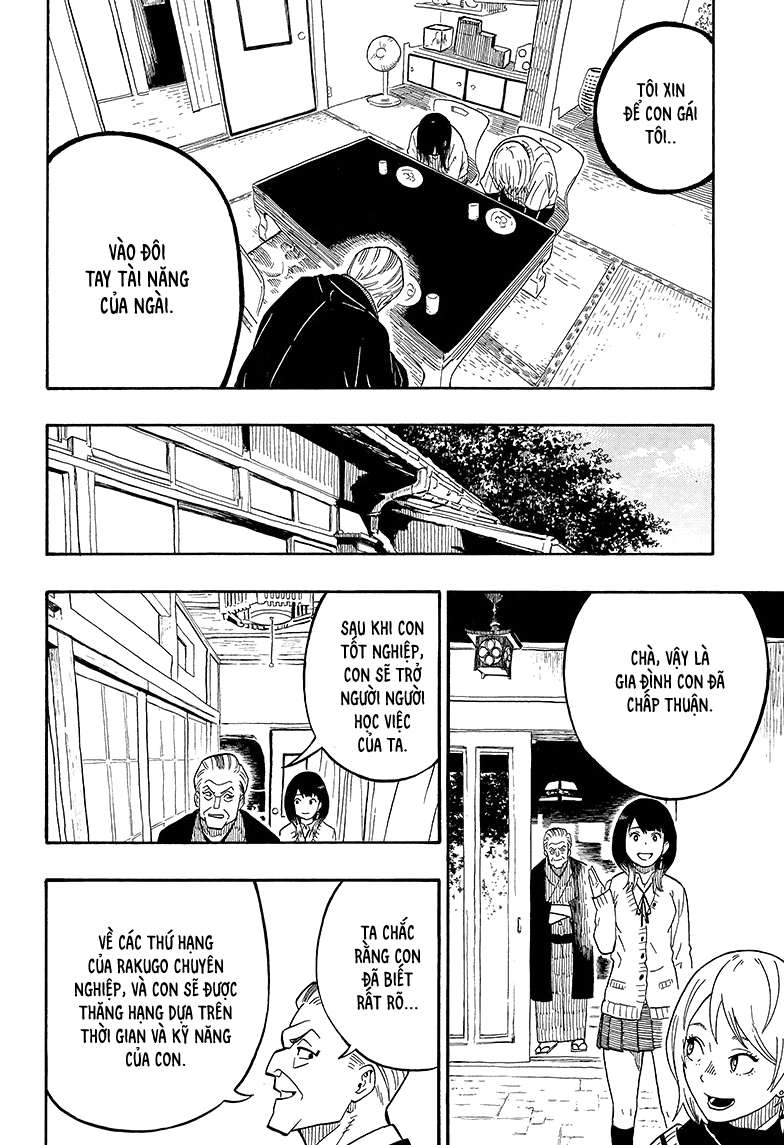 TÔI XIN
ĐỂ CON GÁI
TÔI..
VÀO ĐÔI
TAY TÀI NĂNG
CỦA NGÀI.
CHÀ, VẬY LÀ
GIA ĐÌNH CON ĐÃ
CHẤP THUẬN.
SAU KHI CON
TỐT NGHIỆP,
CON SẼ TRỞ
NGƯỜI NGƯỜI
HỌC VIỆC
CỦA TA.
TA CHẮC
RẰNG CON
ĐÃ BIẾT
RẤT RÕ...
VỀ CÁC THỨ HẠNG
CỦA RAKUGO CHUYÊN
NGHIỆP, VÀ CON SẼ ĐƯỢC
THĂNG HẠNG DỰA TRÊN
THỜI GIAN VÀ KỸ NĂNG
CỦA CON.